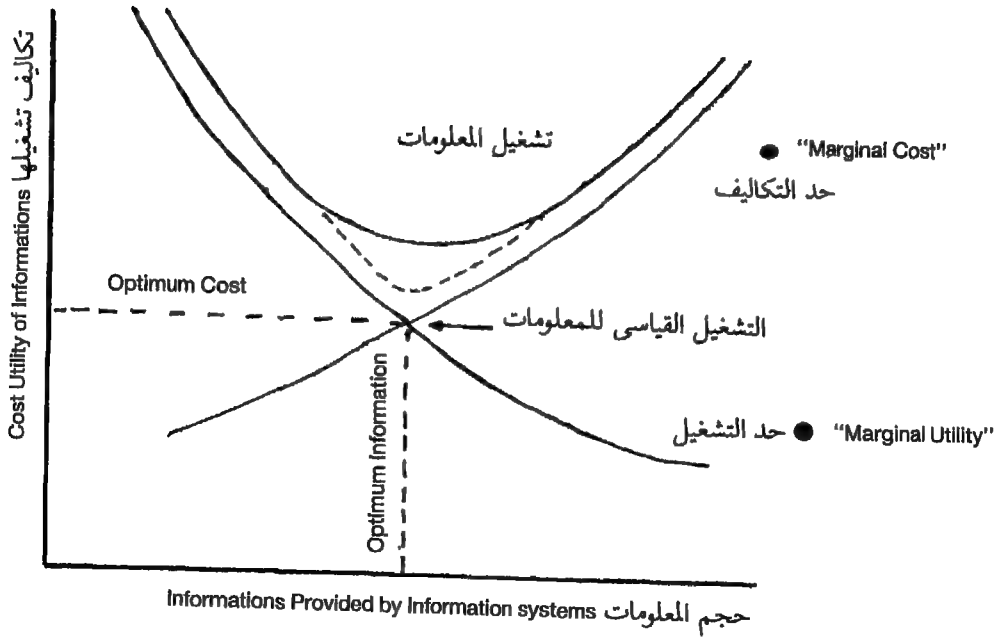 Cost Utility of Informations تكاليف تشغيلها
تشغيل المعلومات
"Marginal Cost"
حد التكاليف
Optimum Cost
التشغيل القياسى للمعلومات
Optimum Information
حد التشغيل "Marginal Utility"
Informations Provided by Information systems حجم المعلومات